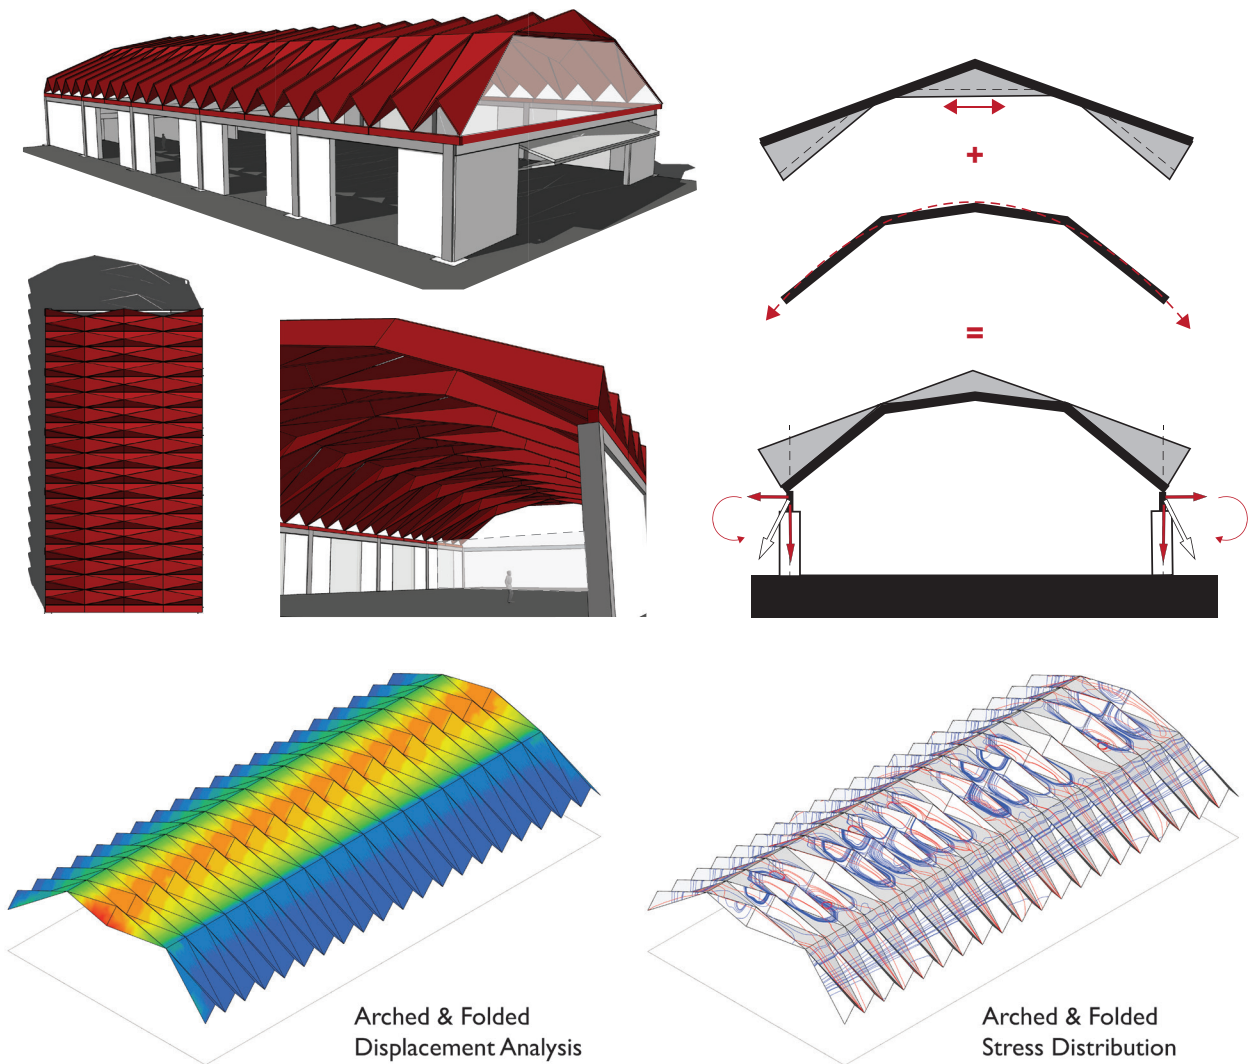 +
=
Arched & Folded
Displacement Analysis
Arched & Folded
Stress Distribution